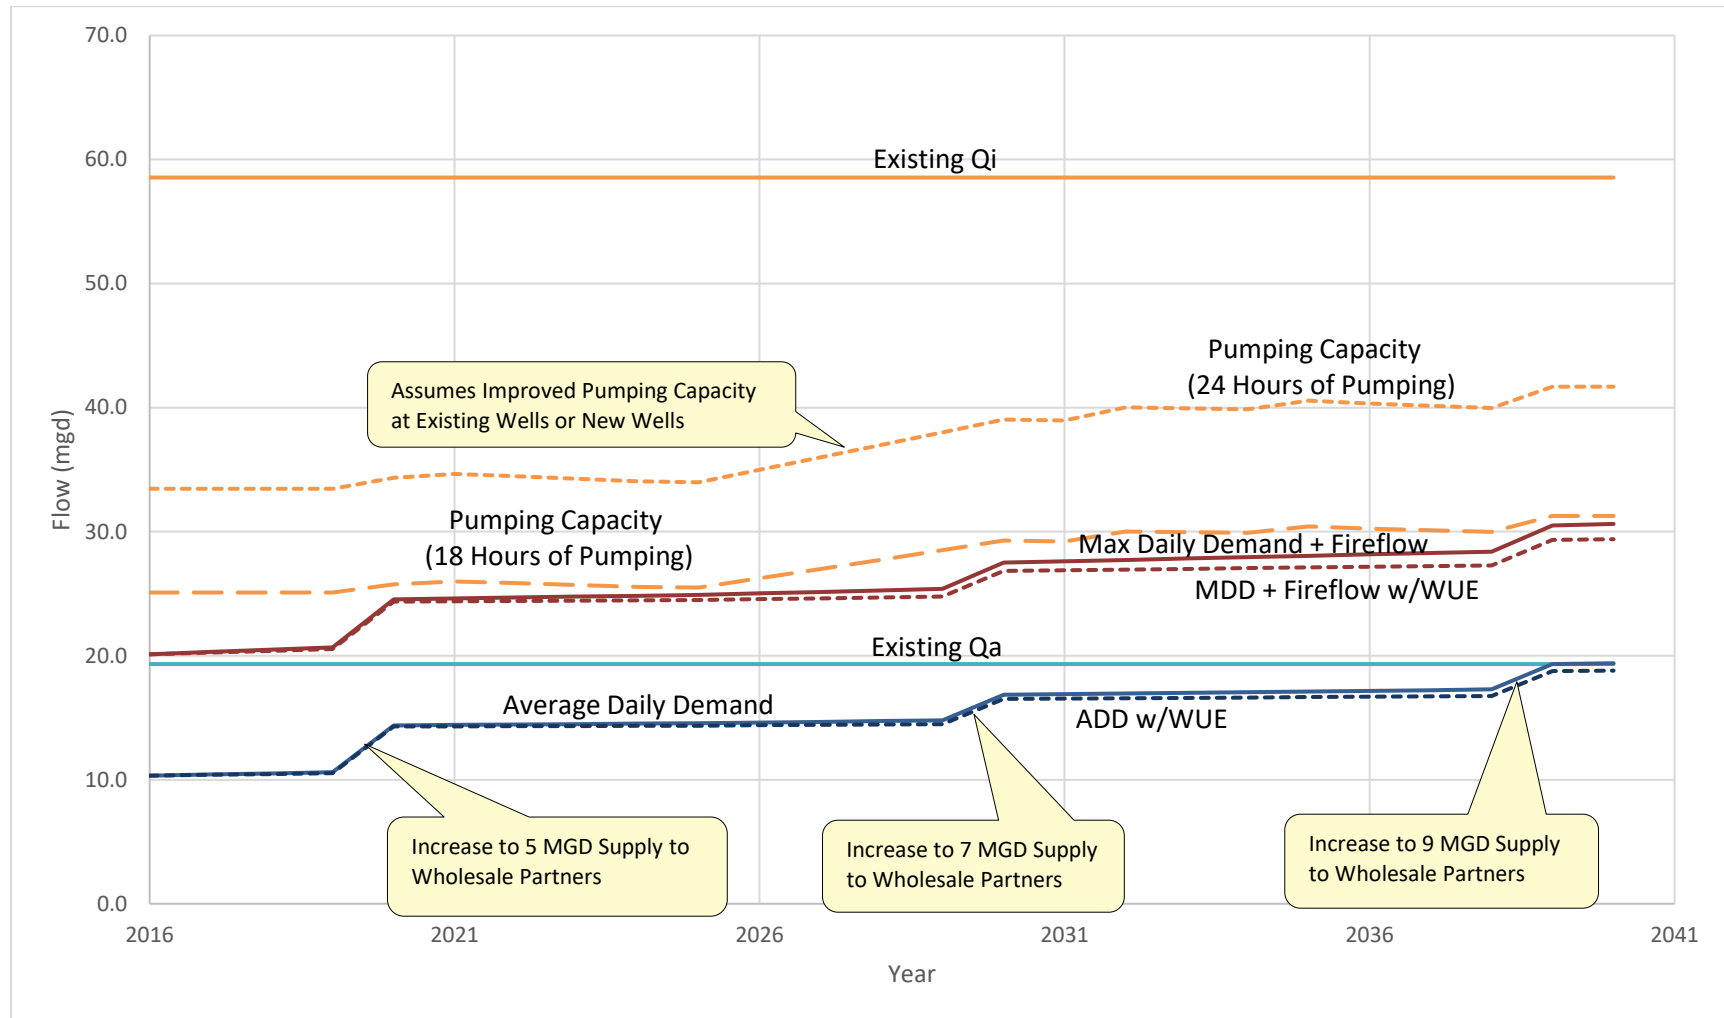 70.0
60.0
50.0
40.0
30.0
20.0
10.0
0.0
Flow (mgd)
Existing Qi
Pumping Capacity
(24 Hours of Pumping)
Assumes Improved Pumping Capacity
at Existing Wells or New Wells
Pumping Capacity
(18 Hours of Pumping)
Max Daily Demand + Fireflow
MDD + Fireflow w/WUE
Existing Qa
Average Daily Demand
ADD w/WUE
Increase to 5 MGD Supply to
Wholesale Partners
Increase to 7 MGD Supply
to Wholesale Partners
Increase to 9 MGD Supply
to Wholesale Partners
2016 2021 2026 2031 2036 2041
Year